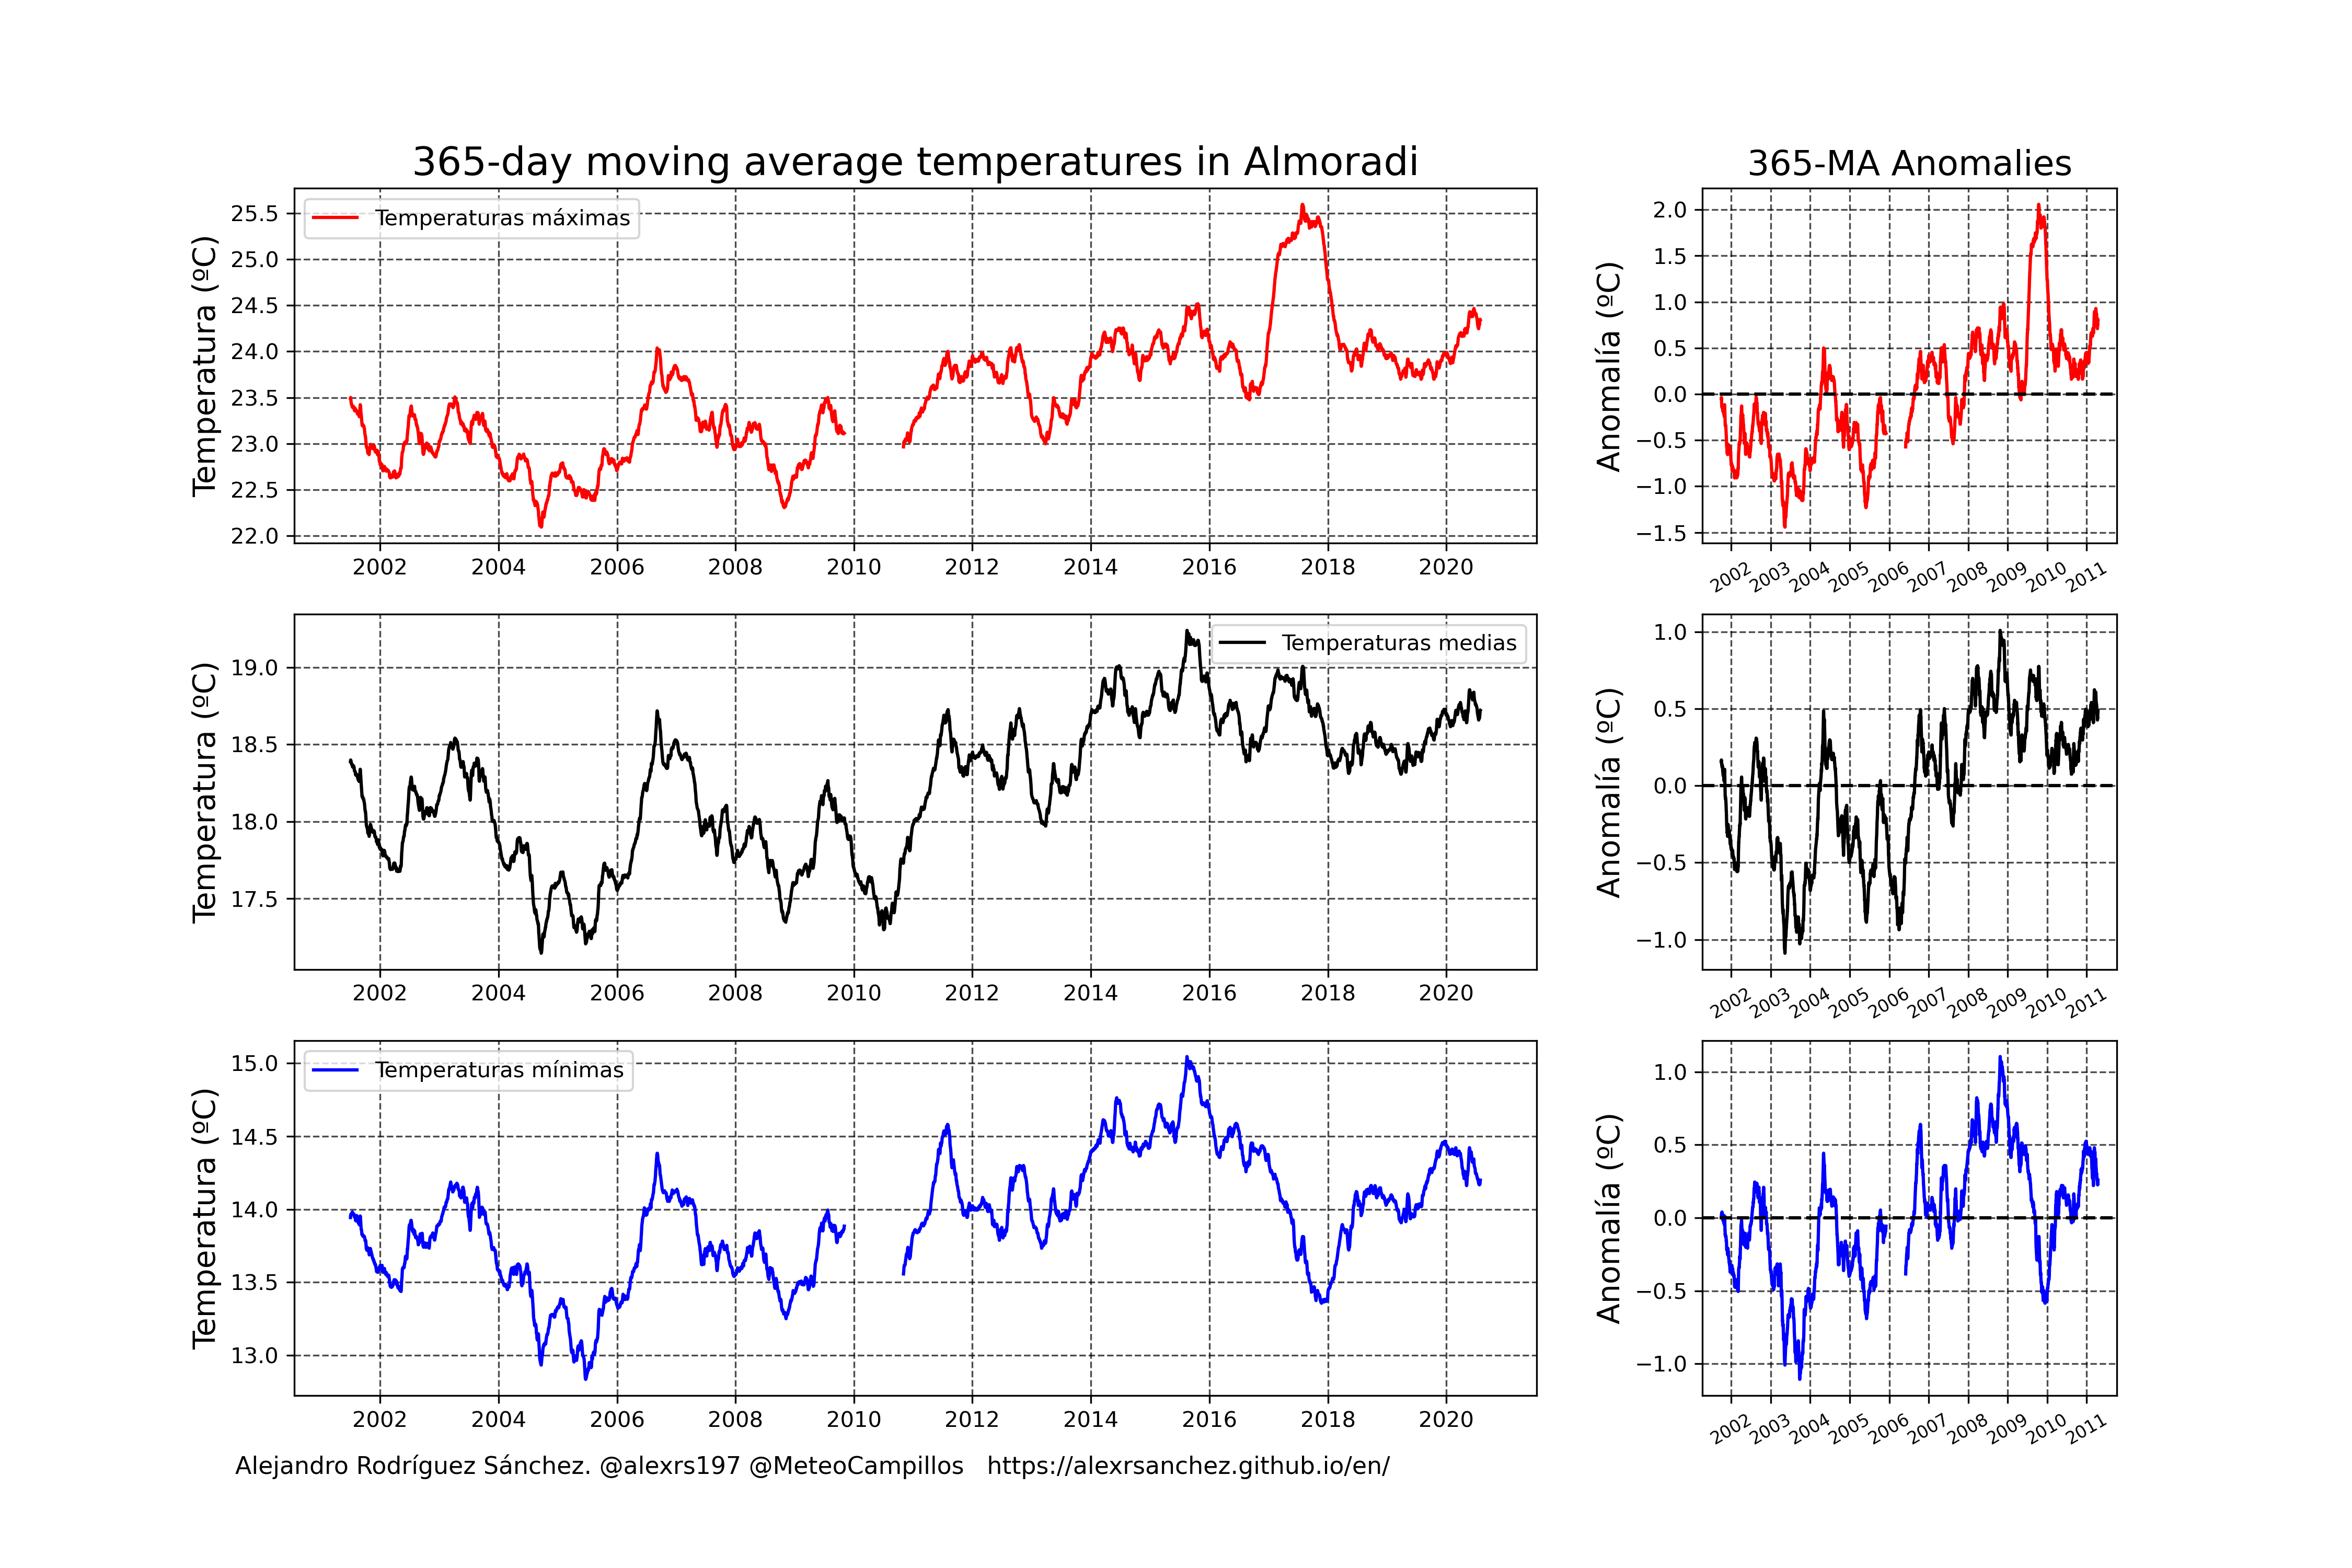 365-day moving average temperatures in Almoradi
365-MA Anomalies
Temperatura (ºC)
25.5
25.0
24.5
24.0
23.5
23.0
22.5
22.0
Temperaturas máximas
2002 2004 2006 2008 2010 2012 2014 2016 2018 2020
Anomalía (ºC)
2.0
1.5
1.0
0.5
0.0
−0.5
−1.0
−1.5
2002 2003 2004 2005 2006 2007 2008 2009 2010 2011
Temperatura (ºC)
19.0
18.5
18.0
17.5
Temperaturas medias
2002 2004 2006 2008 2010 2012 2014 2016 2018 2020
Anomalía (ºC)
1.0
0.5
0.0
−0.5
−1.0
2002 2003 2004 2005 2006 2007 2008 2009 2010 2011
Temperatura (ºC)
15.0
14.5
14.0
13.5
13.0
Temperaturas mínimas
2002 2004 2006 2008 2010 2012 2014 2016 2018 2020
Anomalía (ºC)
1.0
0.5
0.0
−0.5
−1.0
2002 2003 2004 2005 2006 2007 2008 2009 2010 2011
Alejandro Rodríguez Sánchez. @alexrs197 @MeteoCampillos https://alexrsanchez.github.io/en/